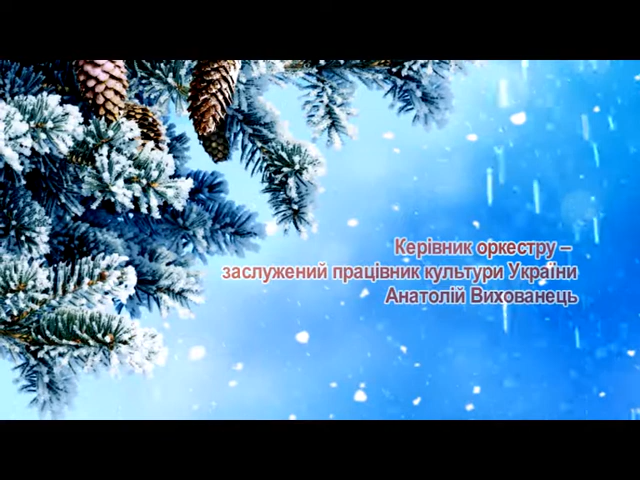 Керівник оркестру –
заслужений працівник культури України
Анатолій Вихованець